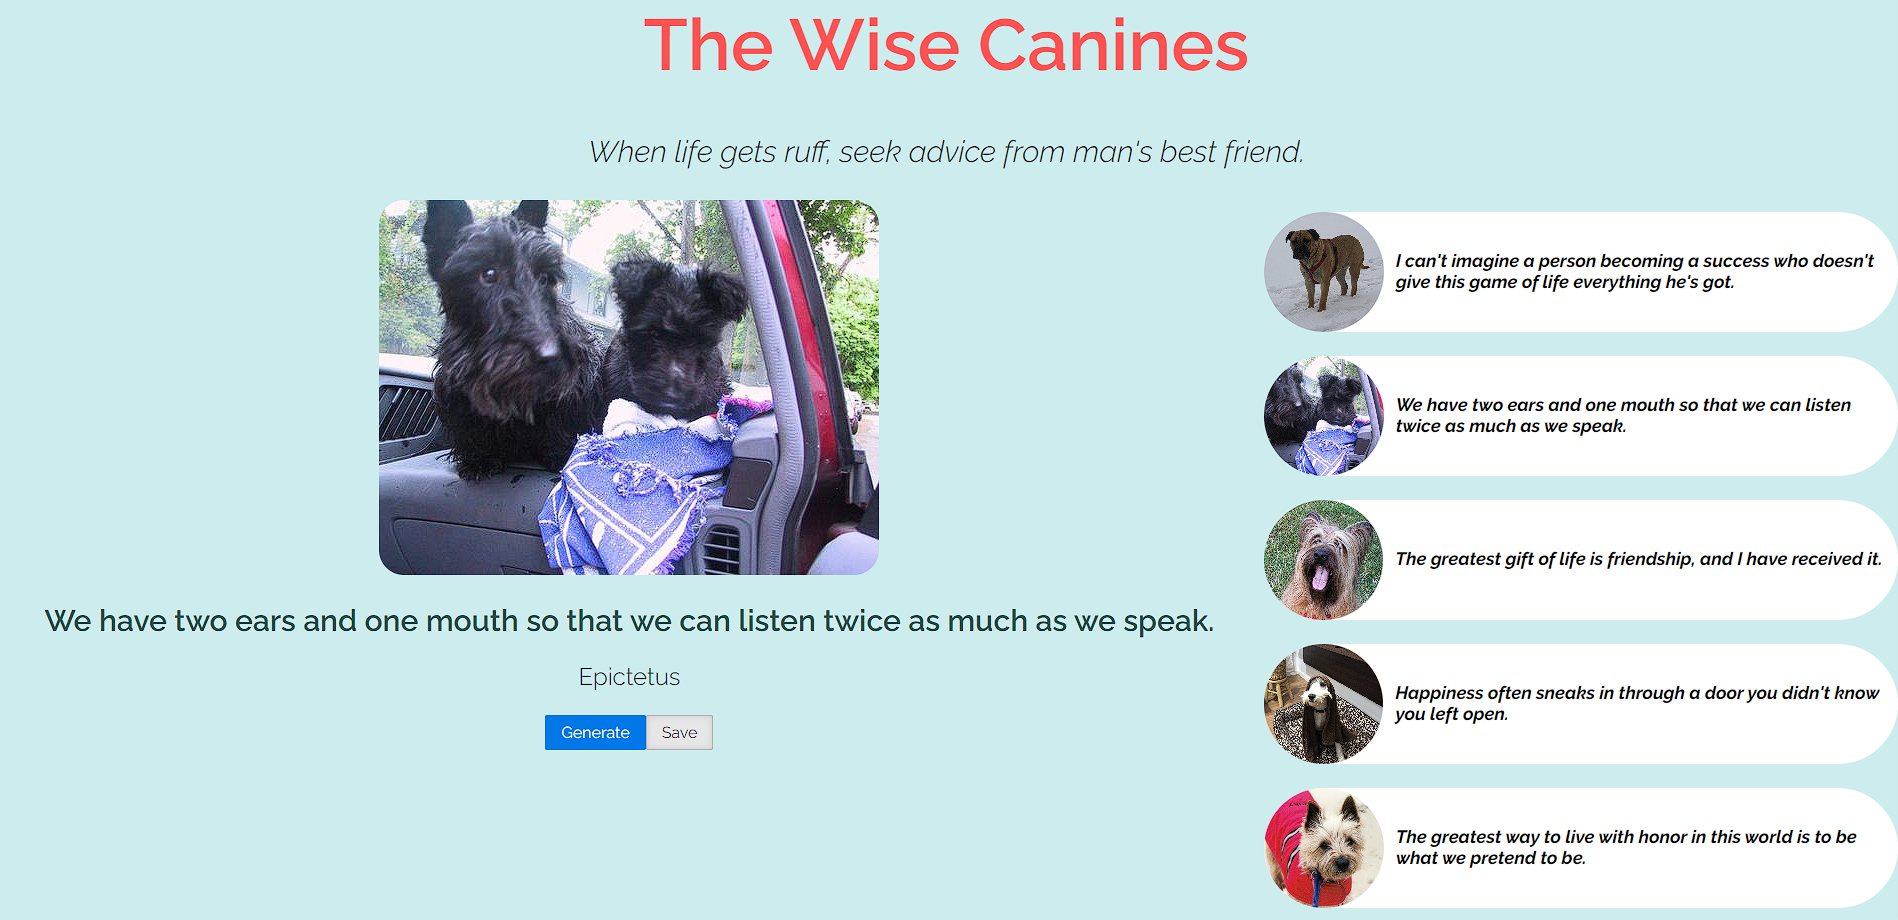 The Wise Canines
When life gets ruff, seek advice from man's best friend.
We have two ears and one mouth so that we can listen twice as much as we speak.
Epictetus
Generate
Save
I can't imagine a person becoming a success who doesn't
give this game of life everything he's got.
We have two ears and one mouth so that we can listen
twice as much as we speak.
The greatest gift of life is friendship, and I have received it.
Happiness often sneaks in through a door you didn't know
you left open.
The greatest way to live with honor in this world is to be
what we pretend to be.